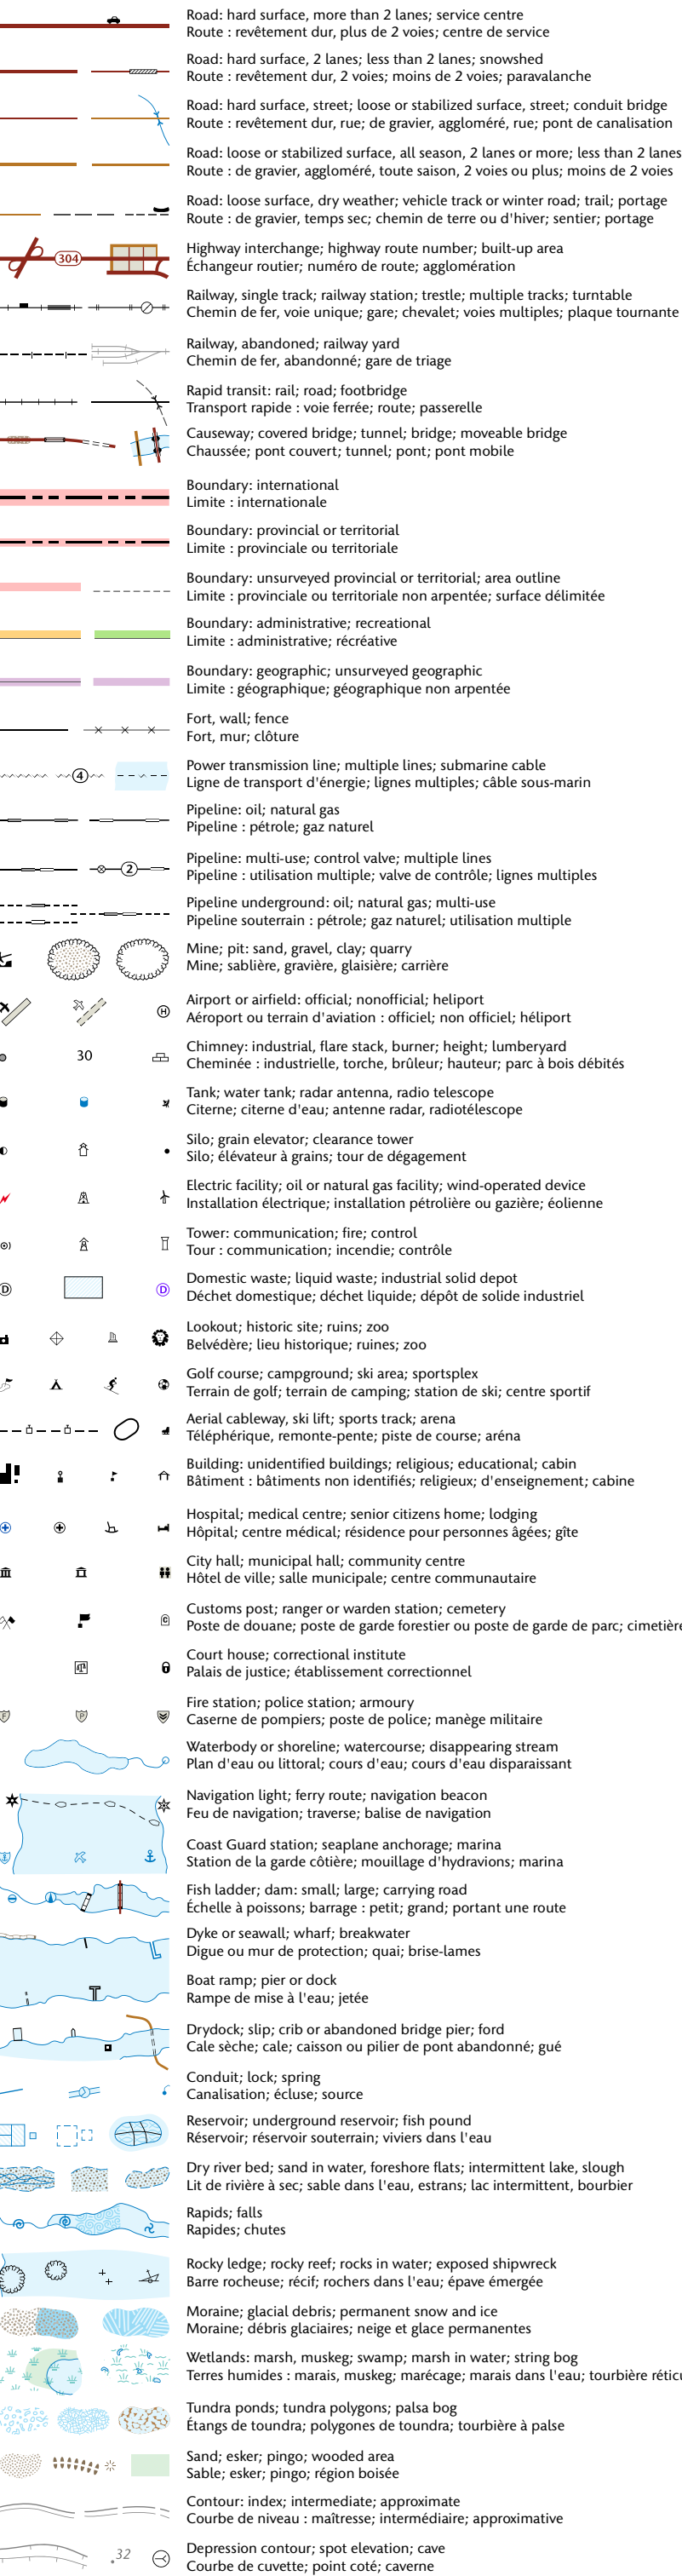 Road: hard surface, more than 2 lanes; service centre
Route : revêtement dur, plus de 2 voies; centre de service
Road: hard surface, 2 lanes; less than 2 lanes; snowshed
Route : revêtement dur, 2 voies; moins de 2 voies; paravalanche
Road: hard surface, street; loose or stabilized surface, street; conduit bridge
Route : revêtement dur, rue; de gravier, aggloméré, rue; pont de canalisation
Road: loose or stabilized surface, all season, 2 lanes or more; less than 2 lanes
Route : de gravier, aggloméré, toute saison, 2 voies ou plus; moins de 2 voies
Road: loose surface, dry weather; vehicle track or winter road; trail; portage
Route : de gravier, temps sec; chemin de terre ou d'hiver; sentier; portage
304
Highway interchange; highway route number; built-up area
Échangeur routier; numéro de route; agglomération
Railway, single track; railway station; trestle; multiple tracks; turntable
Chemin de fer, voie unique; gare; chevalet; voies multiples; plaque tournante
Railway, abandoned; railway yard
Chemin de fer, abandonné; gare de triage
Rapid transit: rail; road; footbridge
Transport rapide : voie ferrée; route; passerelle
Causeway; covered bridge; tunnel; bridge; moveable bridge
Chaussée; pont couvert; tunnel; pont; pont mobile
Boundary: international
Limite : internationale
Boundary: provincial or territorial
Limite : provinciale ou territoriale
Boundary: unsurveyed provincial or territorial; area outline
Limite : provinciale ou territoriale non arpentée; surface délimitée
Boundary: administrative; recreational
Limite : administrative; récréative
Boundary: geographic; unsurveyed geographic
Limite : géographique; géographique non arpentée
Fort, wall; fence
Fort, mur; clôture
4
Power transmission line; multiple lines; submarine cable
Ligne de transport d'énergie; lignes multiples; câble sous-marin
Pipeline: oil; natural gas
Pipeline : pétrole; gaz naturel
2
Pipeline: multi-use; control valve; multiple lines
Pipeline : utilisation multiple; valve de contrôle; lignes multiples
Pipeline underground: oil; natural gas; multi-use
Pipeline souterrain : pétrole; gaz naturel; utilisation multiple
Mine; pit: sand, gravel, clay; quarry
Mine; sablière, gravière, glaisière; carrière
H
Airport or airfield: official; nonofficial; heliport
Aéroport ou terrain d'aviation : officiel; non officiel; héliport
30
Chimney: industrial, flare stack, burner; height; lumberyard
Cheminée : industrielle, torche, brûleur; hauteur; parc à bois débités
Tank; water tank; radar antenna, radio telescope
Citerne; citerne d'eau; antenne radar, radiotélescope
Silo; grain elevator; clearance tower
Silo; élévateur à grains; tour de dégagement
Electric facility; oil or natural gas facility; wind-operated device
Installation électrique; installation pétrolière ou gazière; éolienne
Tower: communication; fire; control
Tour : communication; incendie; contrôle
D D
Domestic waste; liquid waste; industrial solid depot
Déchet domestique; déchet liquide; dépôt de solide industriel
Lookout; historic site; ruins; zoo
Belvédère; lieu historique; ruines; zoo
Golf course; campground; ski area; sportsplex
Terrain de golf; terrain de camping; station de ski; centre sportif
Aerial cableway, ski lift; sports track; arena
Téléphérique, remonte-pente; piste de course; aréna
Building: unidentified buildings; religious; educational; cabin
Bâtiment : bâtiments non identifiés; religieux; d'enseignement; cabine
Hospital; medical centre; senior citizens home; lodging
Hôpital; centre médical; résidence pour personnes âgées; gîte
City hall; municipal hall; community centre
Hôtel de ville; salle municipale; centre communautaire
C
Customs post; ranger or warden station; cemetery
Poste de douane; poste de garde forestier ou poste de garde de parc; cimetière
Court house; correctional institute
Palais de justice; établissement correctionnel
F P
Fire station; police station; armoury
Caserne de pompiers; poste de police; manège militaire
Waterbody or shoreline; watercourse; disappearing stream
Plan d'eau ou littoral; cours d'eau; cours d'eau disparaissant
Navigation light; ferry route; navigation beacon
Feu de navigation; traverse; balise de navigation
Coast Guard station; seaplane anchorage; marina
Station de la garde côtière; mouillage d'hydravions; marina
Fish ladder; dam: small; large; carrying road
Échelle à poissons; barrage : petit; grand; portant une route
Dyke or seawall; wharf; breakwater
Digue ou mur de protection; quai; brise-lames
Boat ramp; pier or dock
Rampe de mise à l'eau; jetée
Drydock; slip; crib or abandoned bridge pier; ford
Cale sèche; cale; caisson ou pilier de pont abandonné; gué
Conduit; lock; spring
Canalisation; écluse; source
Reservoir; underground reservoir; fish pound
Réservoir; réservoir souterrain; viviers dans l'eau
Dry river bed; sand in water, foreshore flats; intermittent lake, slough
Lit de rivière à sec; sable dans l'eau, estrans; lac intermittent, bourbier
Rapids; falls
Rapides; chutes
Rocky ledge; rocky reef; rocks in water; exposed shipwreck
Barre rocheuse; récif; rochers dans l'eau; épave émergée
Moraine; glacial debris; permanent snow and ice
Moraine; débris glaciaires; neige et glace permanentes
Wetlands: marsh, muskeg; swamp; marsh in water; string bog
Terres humides : marais, muskeg; marécage; marais dans l'eau; tourbière
Tundra ponds; tundra polygons; palsa bog
Étangs de toundra; polygones de toundra; tourbière à palse
Sand; esker; pingo; wooded area
Sable; esker; pingo; région boisée
Contour: index; intermediate; approximate
Courbe de niveau : maîtresse; intermédiaire; approximative
.32
Depression contour; spot elevation; cave
Courbe de cuvette; point coté; caverne